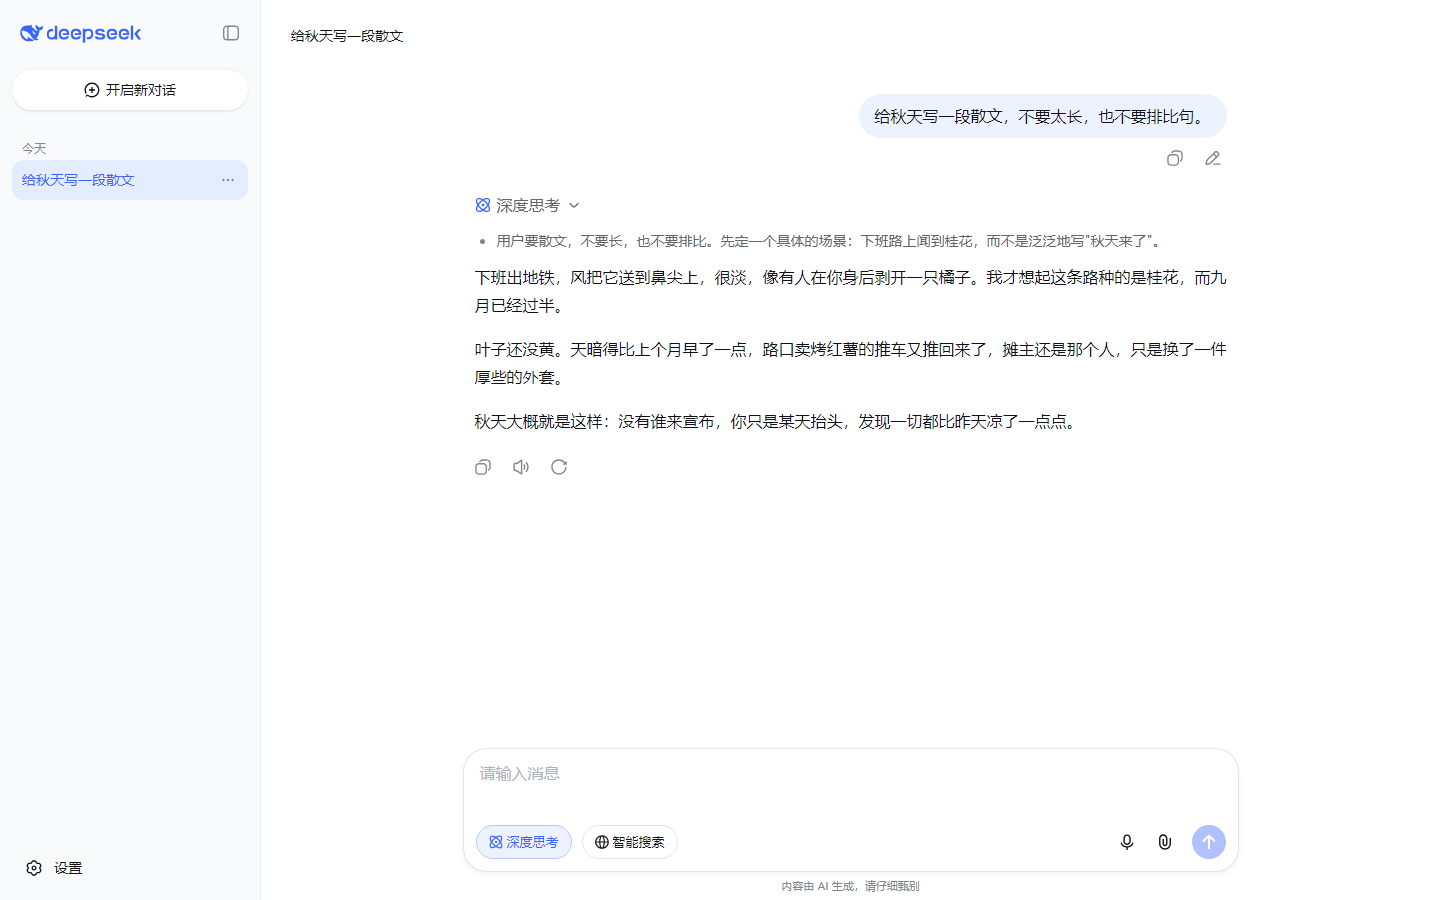 deepseek
开启新对话
今天
给秋天写一段散文
给秋天写一段散文
给秋天写一段散文，不要太长，也不要排比句。
深度思考
用户要散文，不要长，也不要排比。先定一个具体的场景：下班路上闻到桂花，而不是泛泛地写"秋天来了"。
下班出地铁，风把它送到鼻尖上，很淡，像有人在你身后剥开一只橘子。我才想起这条路种的是桂花，而九
月已经过半。
叶子还没黄。天暗得比上个月早了一点，路口卖烤红薯的推车又推回来了，摊主还是那个人，只是换了一件
厚些的外套。
秋天大概就是这样：没有谁来宣布，你只是某天抬头，发现一切都比昨天凉了一点点。
请输入消息
深度思考
智能搜索
设置
内容由 AI 生成，请仔细甄别